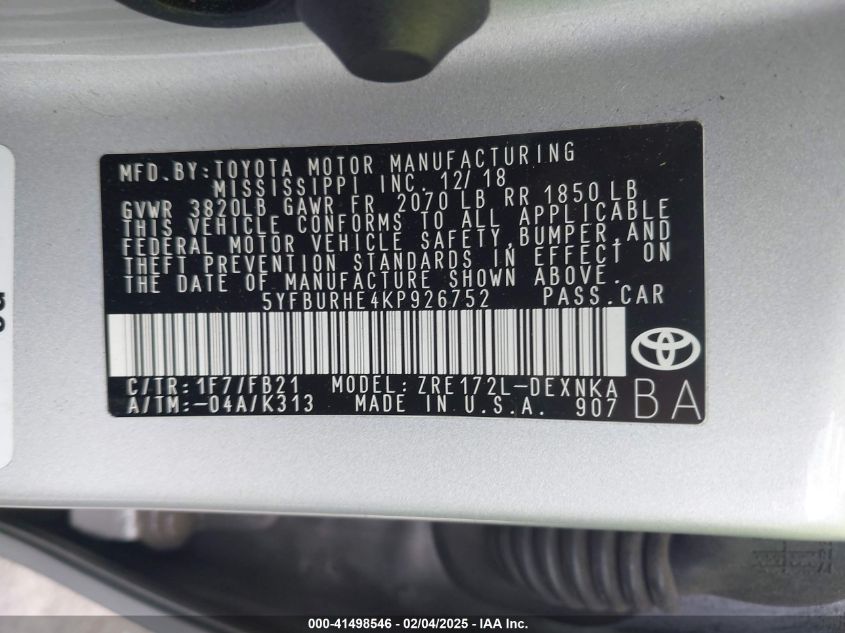 MFD.BY:TOYOTA MOTOR MANUFACTURING
MISSISSIPPI INC. 12/18
GVWR 3820LB GAWR FR 2070 LB RR 1850 LB
THIS VEHICLE CONFORMS TO ALL APPLICABLE
FEDERAL MOTOR VEHICLE SAFETY,BUMPER,AND
THEFT PREVENTION STANDARDS IN EFFECT ON
THE DATE OF MANUFACTURE SHOWN ABOVE.
5YFBURHE4KP926752 PASS.CAR
C/TR:1F7/FB21 MODEL:ZRE172L-DEXNKA
A/TM:-04A/K313 MADE IN U.S.A. 907
BA
000-41498546 - 02/04/2025 - IAA Inc.